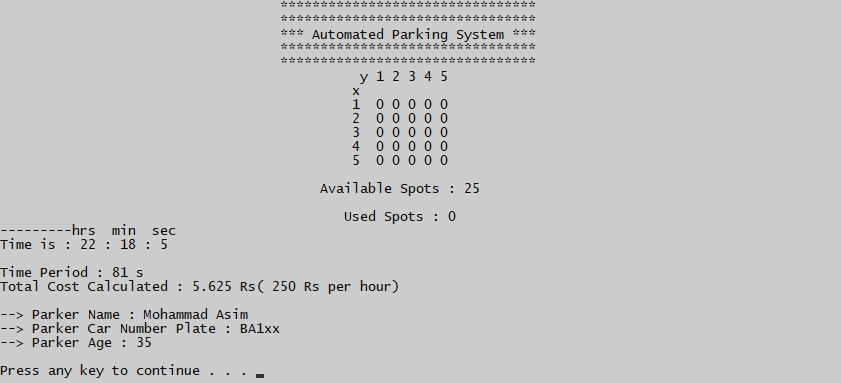 ********************************
********************************
*** Automated Parking System ***
********************************
********************************
y 1 2 3 4 5
x
1 0 0 0 0 0
2 0 0 0 0 0
3 0 0 0 0 0
4 0 0 0 0 0
5 0 0 0 0 0
Available Spots : 25
Used Spots : 0
---------hrs  min  sec
Time is : 22 : 18 : 5
Time Period : 81 s
Total Cost Calculated : 5.625 Rs( 250 Rs per hour)
--> Parker Name : Mohammad Asim
--> Parker Car Number Plate : BA1xx
--> Parker Age : 35
Press any key to continue . . . _